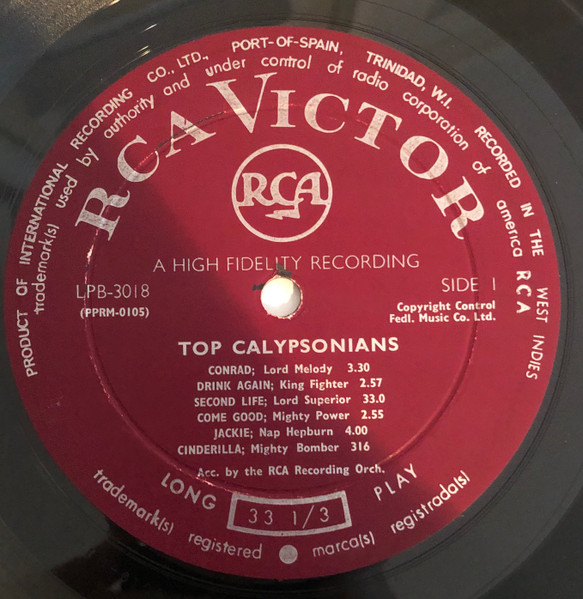 PRODUCT OF INTERNATIONAL RECORDING CO., LTD., PORT-OF-SPAIN, TRINIDAD, W.I. RECORDED IN THE WEST INDIES
trademark(s) used by authority and under control of radio corporation of america RCA
RCA VICTOR
RCA
A HIGH FIDELITY RECORDING
LPB-3018
(PPRM-0105)
SIDE 1
Copyright Control
Fedl. Music Co. Ltd.
TOP CALYPSONIANS
CONRAD; Lord Melody 3.30
DRINK AGAIN; King Fighter 2.57
SECOND LIFE; Lord Superior 33.0
COME GOOD; Mighty Power 2.55
JACKIE; Nap Hepburn 4.00
CINDERILLA; Mighty Bomber 316
Acc. by the RCA Recording Orch.
LONG PLAY
33 1/3
trademark(s) registered marca(s) registrada(s)